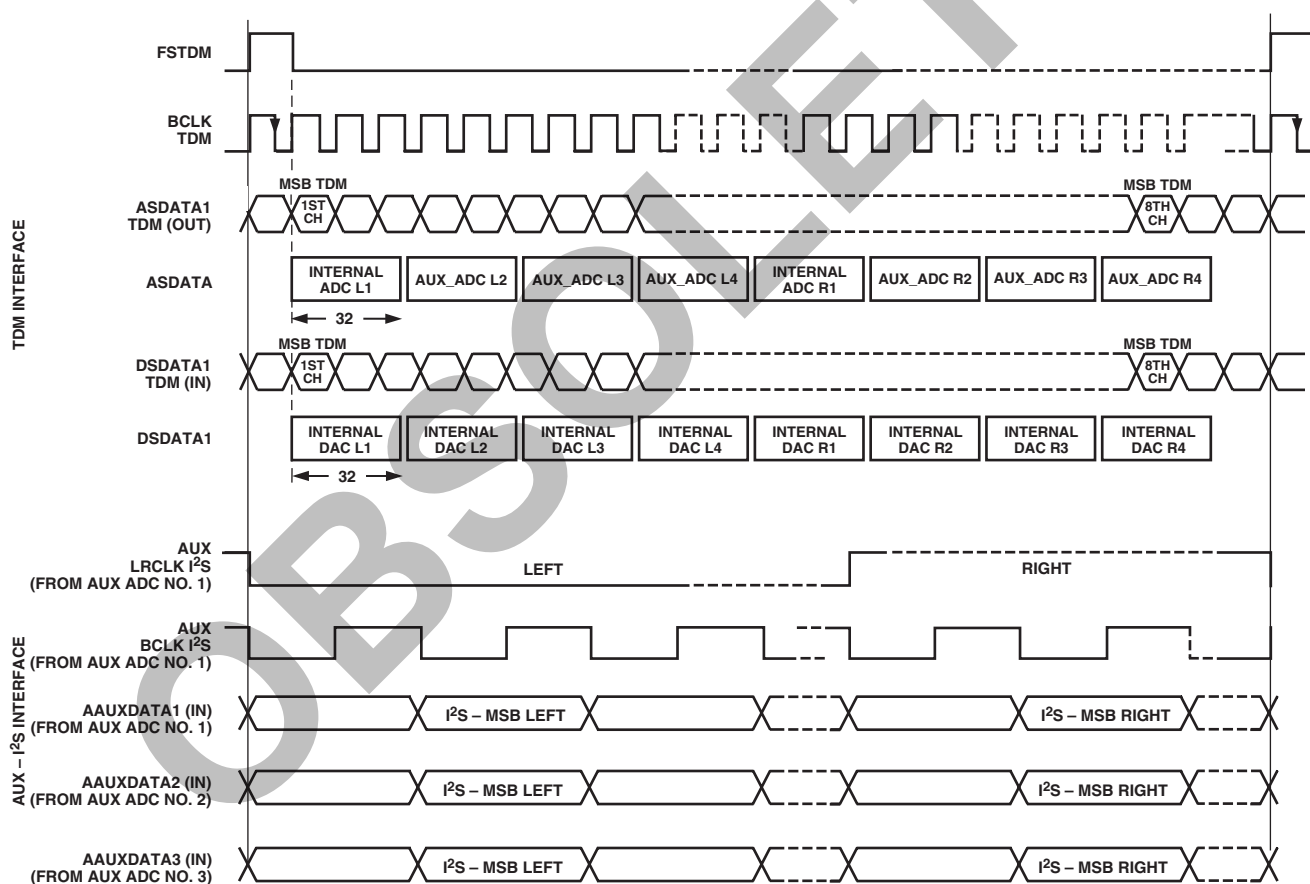 FSTDM
BCLK
TDM
MSB TDM
MSB TDM
ASDATA1
TDM (OUT)
1ST
CH
8TH
CH
ASDATA
INTERNAL
ADC L1
AUX_ADC L2
AUX_ADC L3
AUX_ADC L4
INTERNAL
ADC R1
AUX_ADC R2
AUX_ADC R3
AUX_ADC R4
32
TDM INTERFACE
MSB TDM
MSB TDM
DSDATA1
TDM (IN)
1ST
CH
8TH
CH
DSDATA1
INTERNAL
DAC L1
INTERNAL
DAC L2
INTERNAL
DAC L3
INTERNAL
DAC L4
INTERNAL
DAC R1
INTERNAL
DAC R2
INTERNAL
DAC R3
INTERNAL
DAC R4
32
AUX
LRCLK I²S
(FROM AUX ADC NO. 1)
LEFT
RIGHT
AUX
BCLK I²S
(FROM AUX ADC NO. 1)
AUX – I²S INTERFACE
AAUXDATA1 (IN)
(FROM AUX ADC NO. 1)
I²S – MSB LEFT
I²S – MSB RIGHT
AAUXDATA2 (IN)
(FROM AUX ADC NO. 2)
I²S – MSB LEFT
I²S – MSB RIGHT
AAUXDATA3 (IN)
(FROM AUX ADC NO. 3)
I²S – MSB LEFT
I²S – MSB RIGHT
OBSOLET